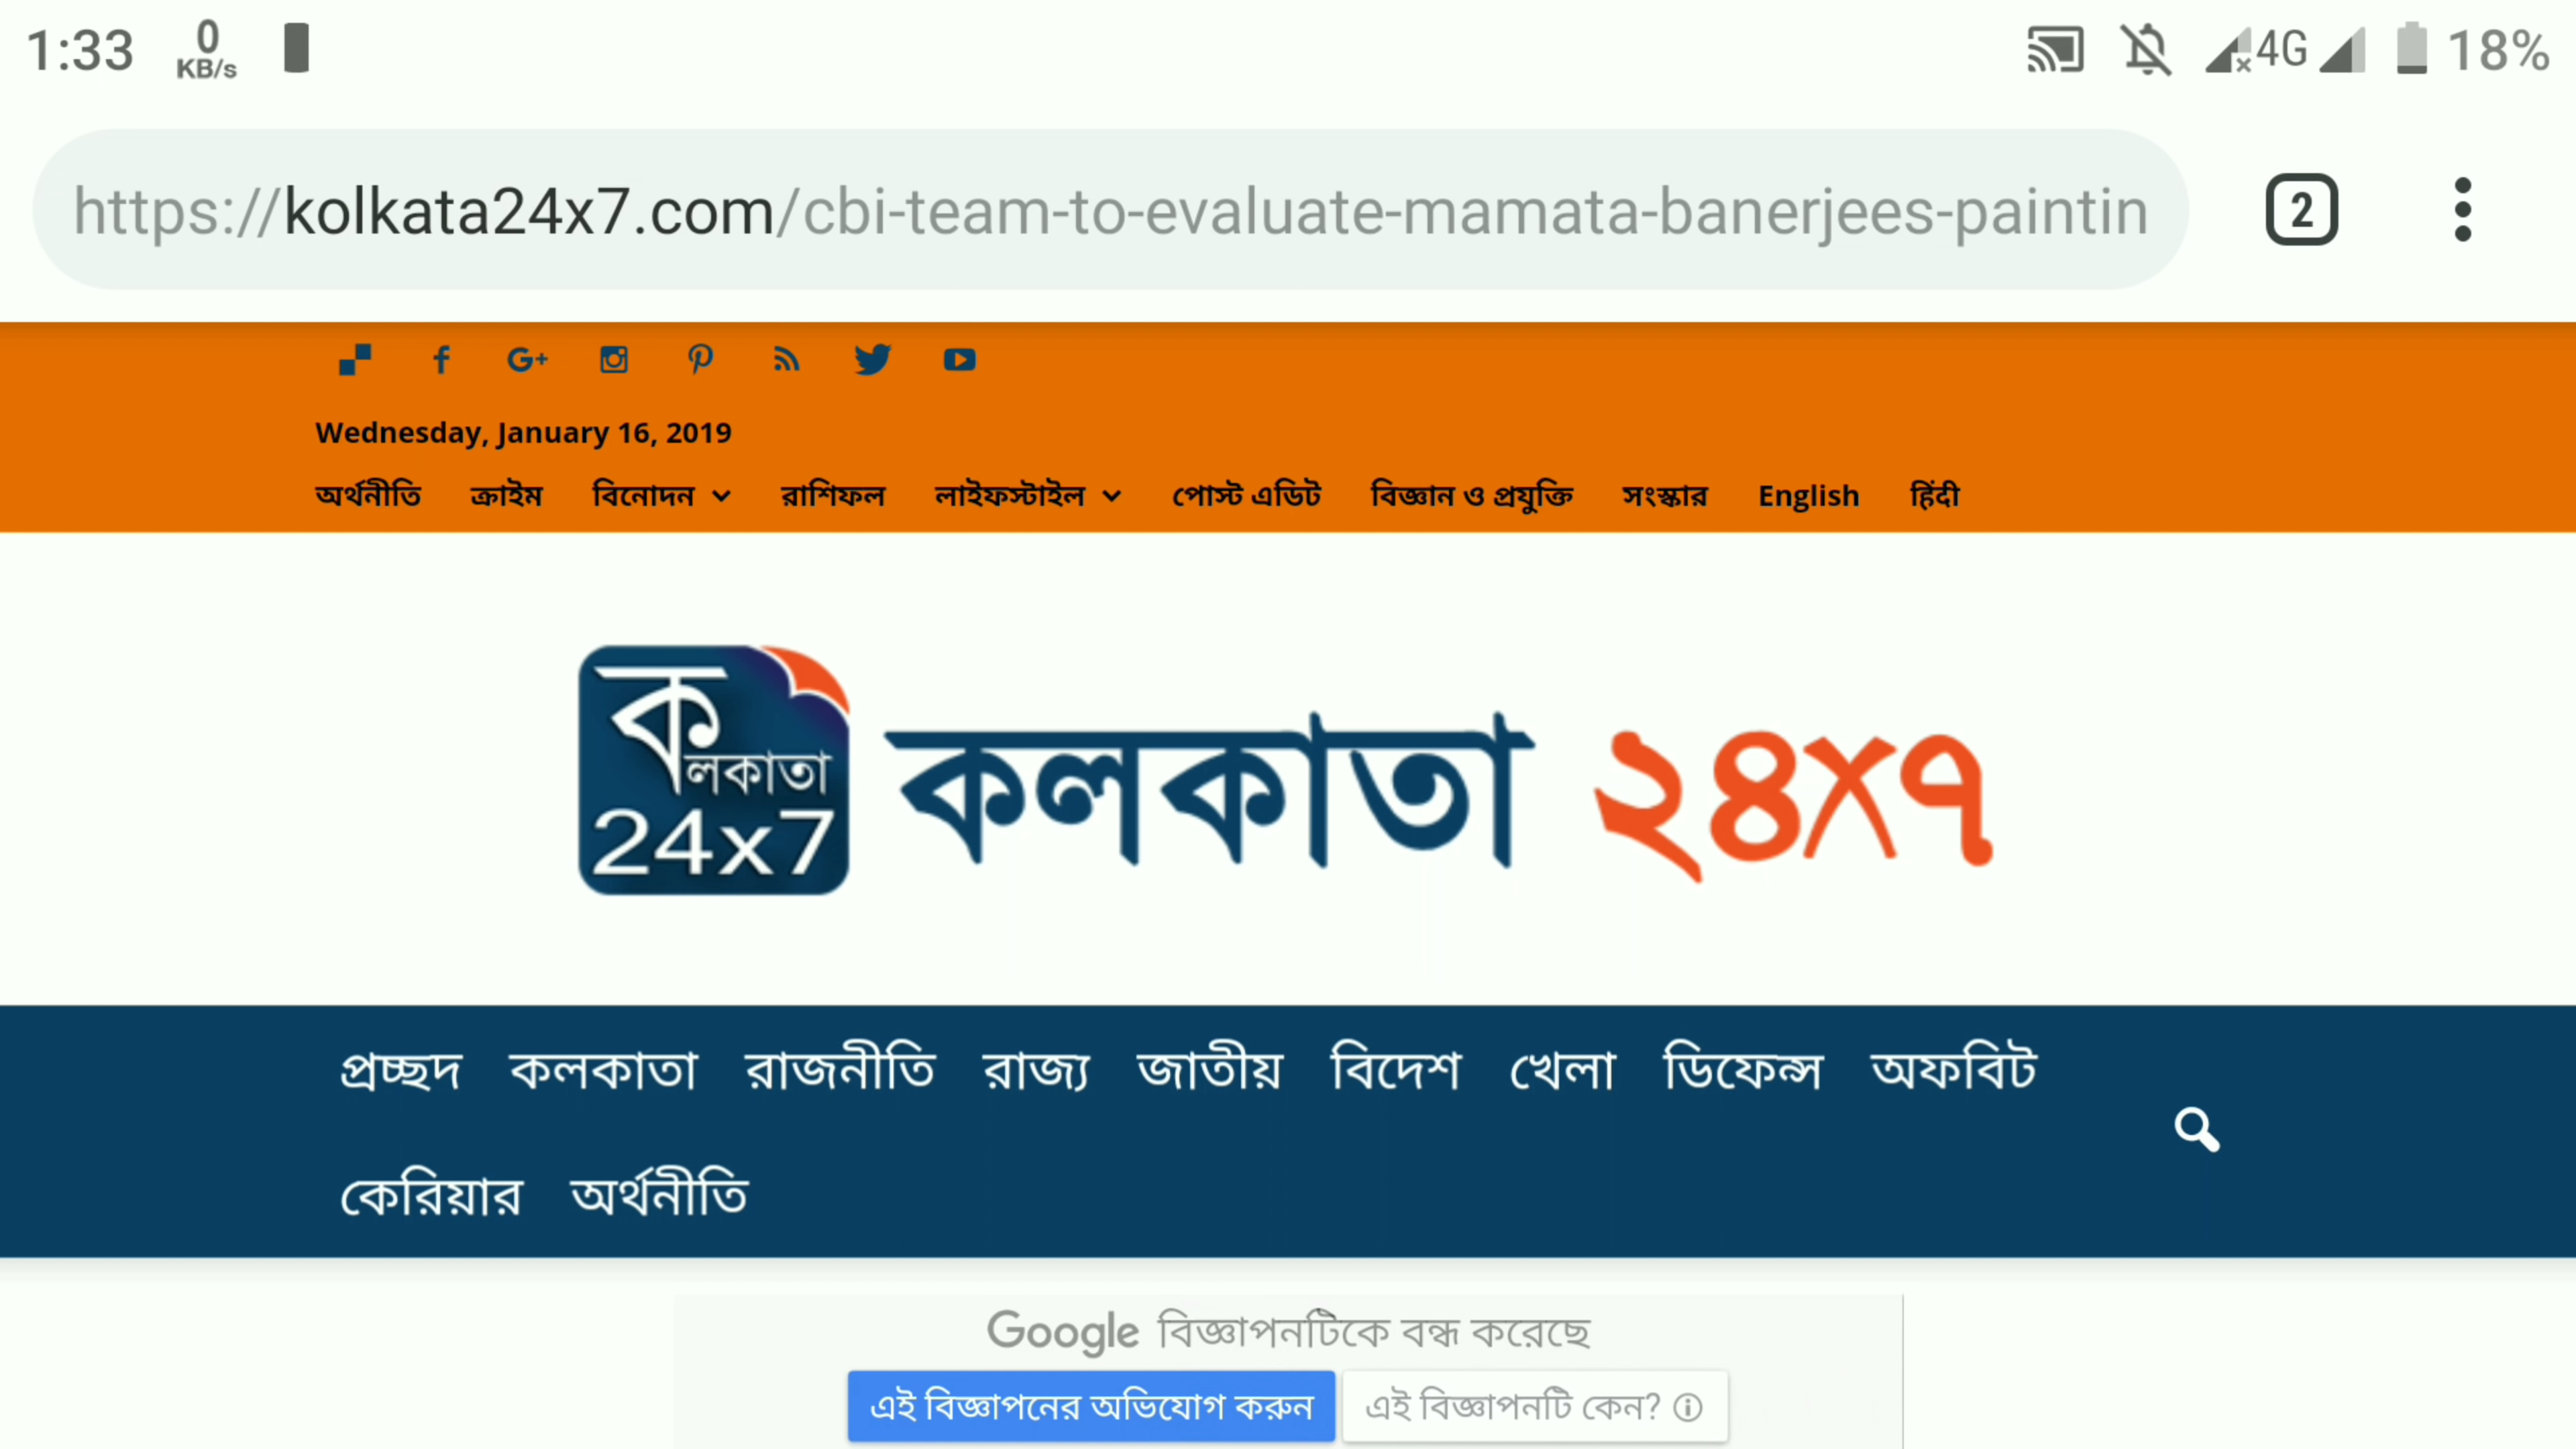 1:33 0 KB/s 4G 18%
https://kolkata24x7.com/cbi-team-to-evaluate-mamata-banerjees-paintin 2
Wednesday, January 16, 2019
অর্থনীতি ক্রাইম বিনোদন রাশিফল লাইফস্টাইল পোস্ট এডিট বিজ্ঞান ও প্রযুক্তি সংস্কার English हिंदी
কলকাতা 24x7 কলকাতা ২৪X৭
প্রচ্ছদ কলকাতা রাজনীতি রাজ্য জাতীয় বিদেশ খেলা ডিফেন্স অফবিট
কেরিয়ার অর্থনীতি
Google বিজ্ঞাপনটিকে বন্ধ করেছে
এই বিজ্ঞাপনের অভিযোগ করুন এই বিজ্ঞাপনটি কেন?